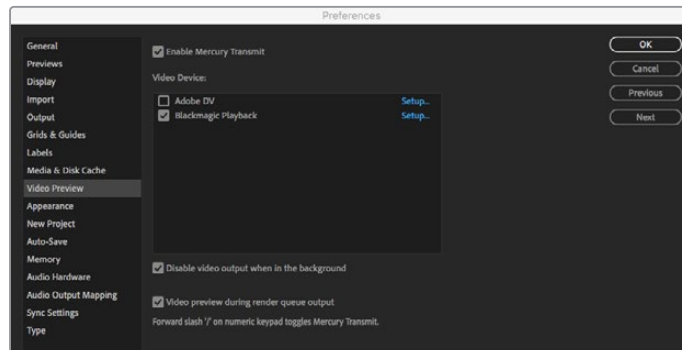 Preferences
General
Previews
Display
Import
Output
Grids & Guides
Labels
Media & Disk Cache
Video Preview
Appearance
New Project
Auto-Save
Memory
Audio Hardware
Audio Output Mapping
Sync Settings
Type
Enable Mercury Transmit
Video Device:
Adobe DV Setup...
Blackmagic Playback Setup...
Disable video output when in the background
Video preview during render queue output
Forward slash '/' on numeric keypad toggles Mercury Transmit.
OK
Cancel
Previous
Next